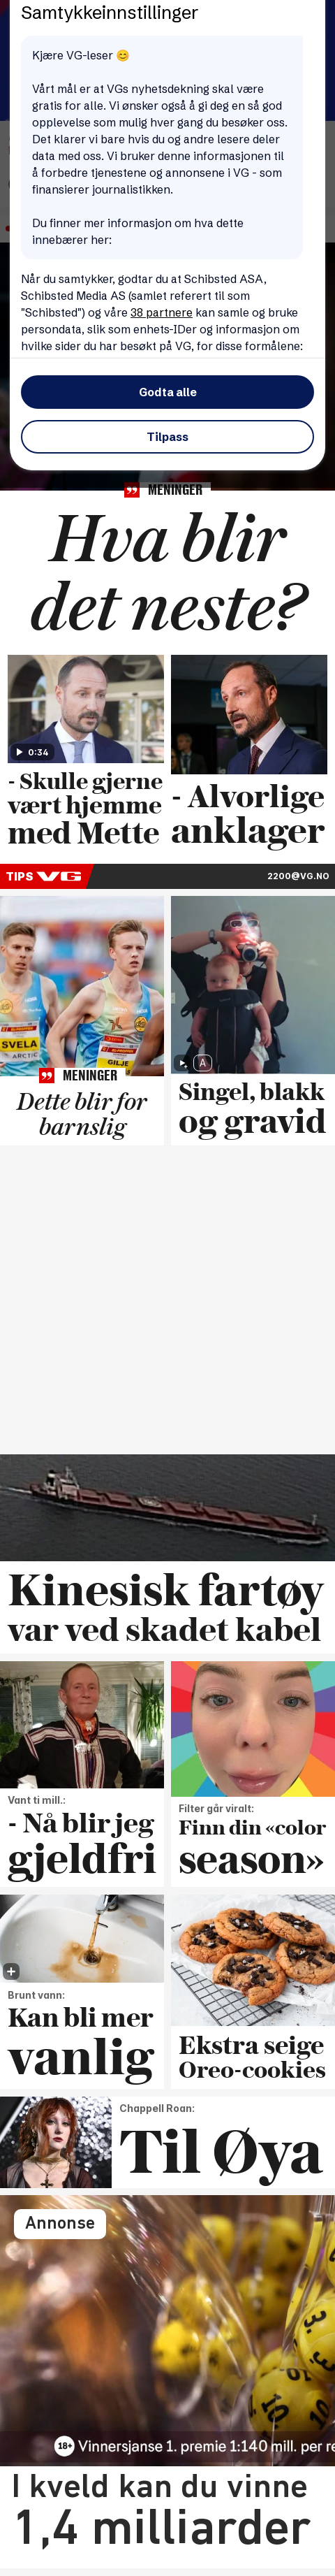 Samtykkeinnstillinger
Kjære VG-leser 😊
Vårt mål er at VGs nyhetsdekning skal være
gratis for alle. Vi ønsker også å gi deg en så god
opplevelse som mulig hver gang du besøker oss.
Det klarer vi bare hvis du og andre lesere deler
data med oss. Vi bruker denne informasjonen til
å forbedre tjenestene og annonsene i VG - som
finansierer journalistikken.
Du finner mer informasjon om hva dette
innebærer her:
Når du samtykker, godtar du at Schibsted ASA,
Schibsted Media AS (samlet referert til som
"Schibsted") og våre 38 partnere kan samle og bruke
persondata, slik som enhets-IDer og informasjon om
hvilke sider du har besøkt på VG, for disse formålene:
Godta alle
Tilpass
MENINGER
Hva blir
det neste?
0:34
- Skulle gjerne
vært hjemme
med Mette
- Alvorlige
anklager
TIPS VG
2200@VG.NO
SVELA
ARCTIC
GILJE
MENINGER
Dette blir for
barnslig
A
Singel, blakk
og gravid
Kinesisk fartøy
var ved skadet kabel
Vant ti mill.:
- Nå blir jeg
gjeldfri
Filter går viralt:
Finn din «color
season»
Brunt vann:
Kan bli mer
vanlig
Ekstra seige
Oreo-cookies
Chappell Roan:
Til Øya
Annonse
18+ Vinnersjanse 1. premie 1:140 mill. per re
I kveld kan du vinne
1,4 milliarder